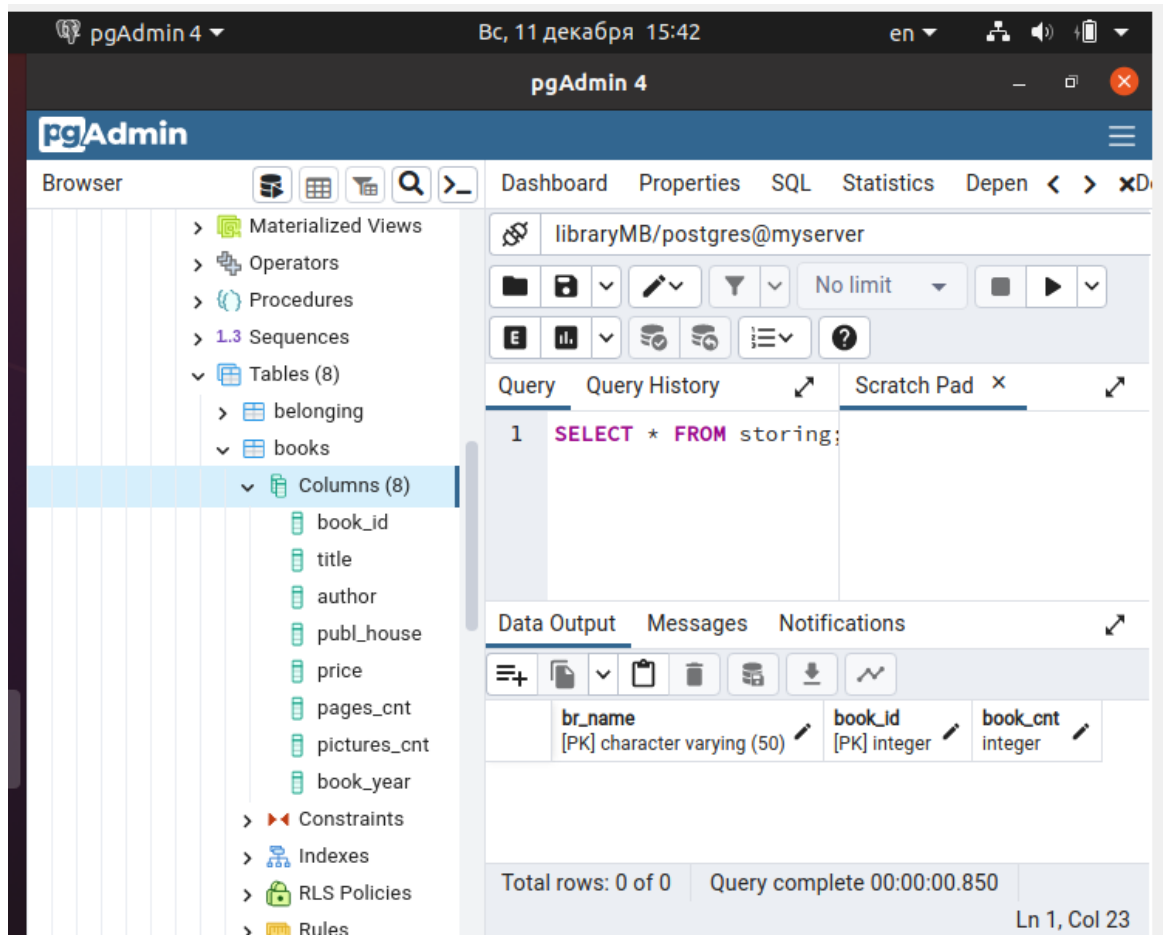 pgAdmin 4
Вс, 11 декабря 15:42
en
pgAdmin 4
pgAdmin
Browser
Dashboard Properties SQL Statistics Depen
Materialized Views
Operators
Procedures
1..3 Sequences
Tables (8)
belonging
books
Columns (8)
book_id
title
author
publ_house
price
pages_cnt
pictures_cnt
book_year
Constraints
Indexes
RLS Policies
Rules
libraryMB/postgres@myserver
No limit
E
Query Query History Scratch Pad
1 SELECT * FROM storing;
Data Output Messages Notifications
br_name
[PK] character varying (50)
book_id
[PK] integer
book_cnt
integer
Total rows: 0 of 0 Query complete 00:00:00.850
Ln 1, Col 23